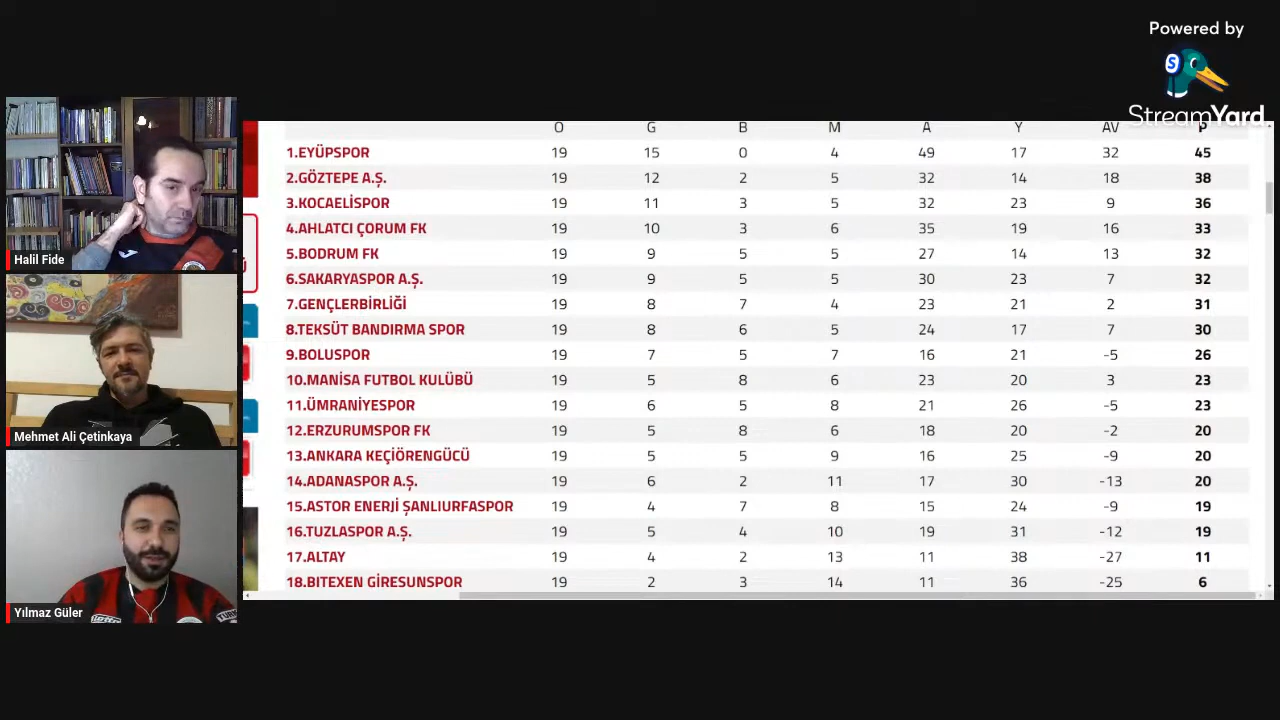 Powered by
StreamYard
O G B M A Y AV P
1.EYÜPSPOR 19 15 0 4 49 17 32 45
2.GÖZTEPE A.Ş. 19 12 2 5 32 14 18 38
3.KOCAELİSPOR 19 11 3 5 32 23 9 36
4.AHLATCI ÇORUM FK 19 10 3 6 35 19 16 33
5.BODRUM FK 19 9 5 5 27 14 13 32
6.SAKARYASPOR A.Ş. 19 9 5 5 30 23 7 32
7.GENÇLERBİRLİĞİ 19 8 7 4 23 21 2 31
8.TEKSÜT BANDIRMA SPOR 19 8 6 5 24 17 7 30
9.BOLUSPOR 19 7 5 7 16 21 -5 26
10.MANİSA FUTBOL KULÜBÜ 19 5 8 6 23 20 3 23
11.ÜMRANİYESPOR 19 6 5 8 21 26 -5 23
12.ERZURUMSPOR FK 19 5 8 6 18 20 -2 20
13.ANKARA KEÇİÖRENGÜCÜ 19 5 5 9 16 25 -9 20
14.ADANASPOR A.Ş. 19 6 2 11 17 30 -13 20
15.ASTOR ENERJİ ŞANLIURFASPOR 19 4 7 8 15 24 -9 19
16.TUZLASPOR A.Ş. 19 5 4 10 19 31 -12 19
17.ALTAY 19 4 2 13 11 38 -27 11
18.BITEXEN GİRESUNSPOR 19 2 3 14 11 36 -25 6
Halil Fide
Mehmet Ali Çetinkaya
Yılmaz Güler